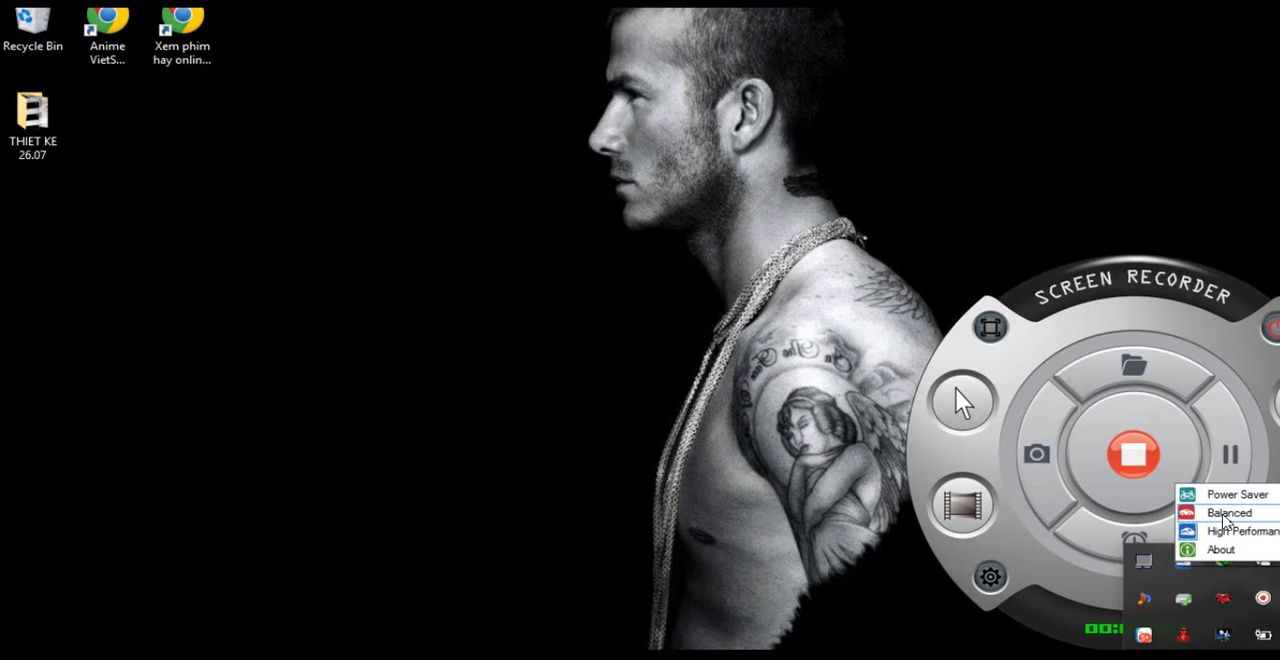 Recycle Bin
Anime
VietS...
Xem phim
hay onlin...
THIET KE
26.07
SCREEN RECORDER
Power Saver
Balanced
High Performan
About
00: